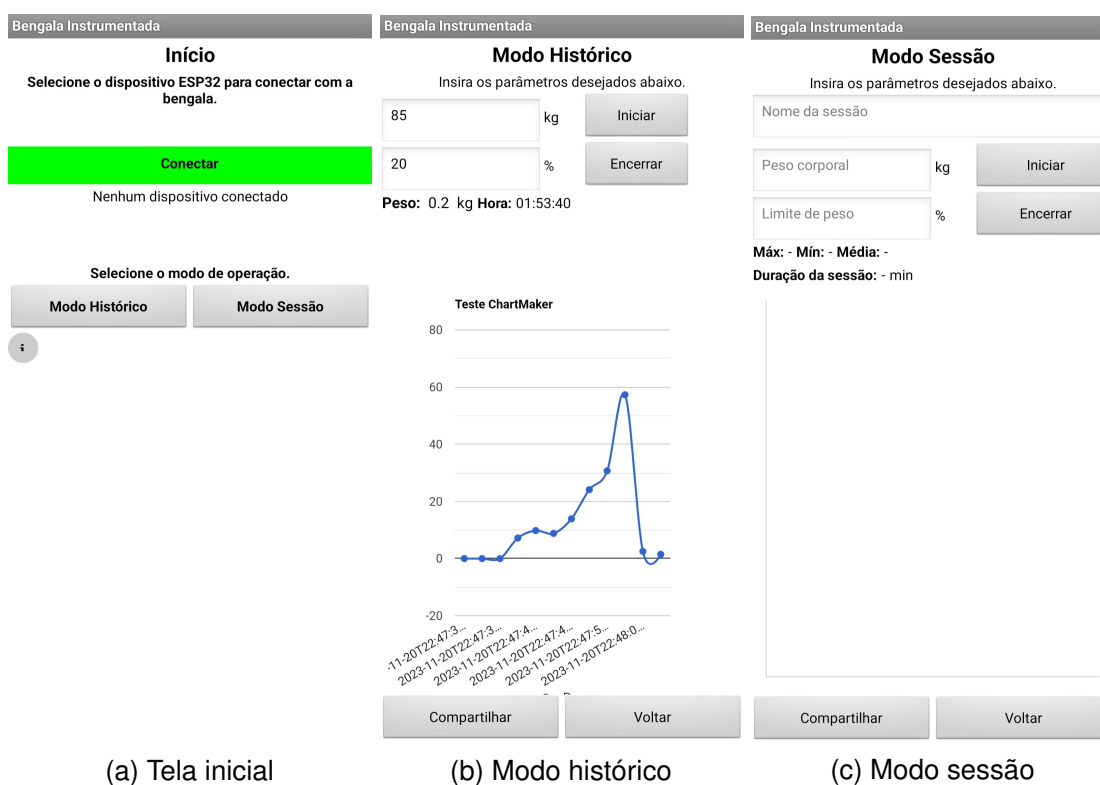 Bengala Instrumentada
Início
Selecione o dispositivo ESP32 para conectar com a
bengala.
Conectar
Nenhum dispositivo conectado
Selecione o modo de operação.
Modo Histórico
Modo Sessão
i
(a) Tela inicial
Bengala Instrumentada
Modo Histórico
Insira os parâmetros desejados abaixo.
85 kg Iniciar
20 % Encerrar
Peso: 0.2 kg Hora: 01:53:40
Teste ChartMaker
80
60
40
20
0
-20
-11-20T22:47:3...
2023-11-20T22:47:3...
2023-11-20T22:47:4...
2023-11-20T22:47:4...
2023-11-20T22:47:5...
2023-11-20T22:48:0...
Compartilhar
Voltar
(b) Modo histórico
Bengala Instrumentada
Modo Sessão
Insira os parâmetros desejados abaixo.
Nome da sessão
Peso corporal kg Iniciar
Limite de peso % Encerrar
Máx: - Mín: - Média: -
Duração da sessão: - min
Compartilhar
Voltar
(c) Modo sessão